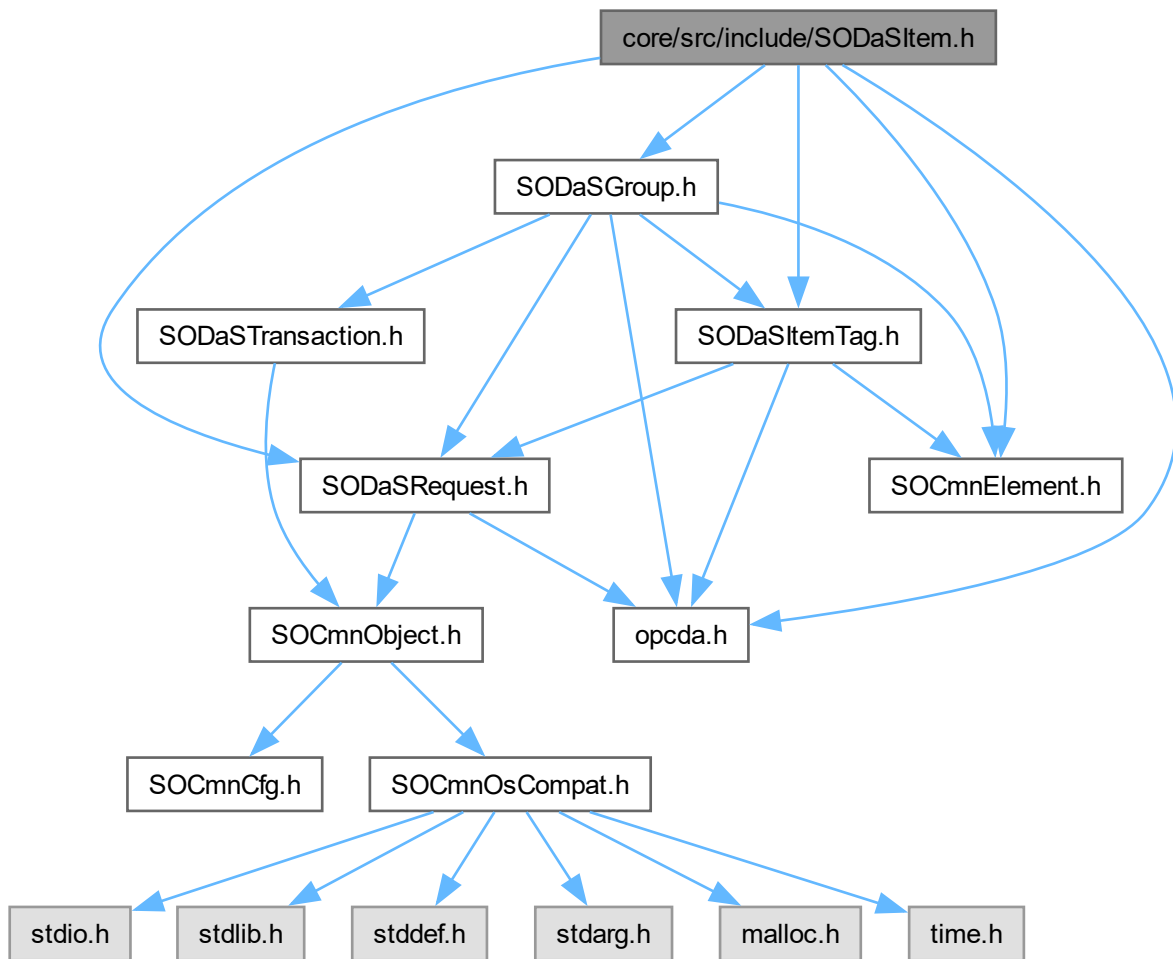 core/src/include/SODaSItem.h
SODaSGroup.h
SODaSTransaction.h
SODaSItemTag.h
SODaSRequest.h
SOCmnElement.h
SOCmnObject.h
opcda.h
SOCmnCfg.h
SOCmnOsCompat.h
stdio.h
stdlib.h
stddef.h
stdarg.h
malloc.h
time.h